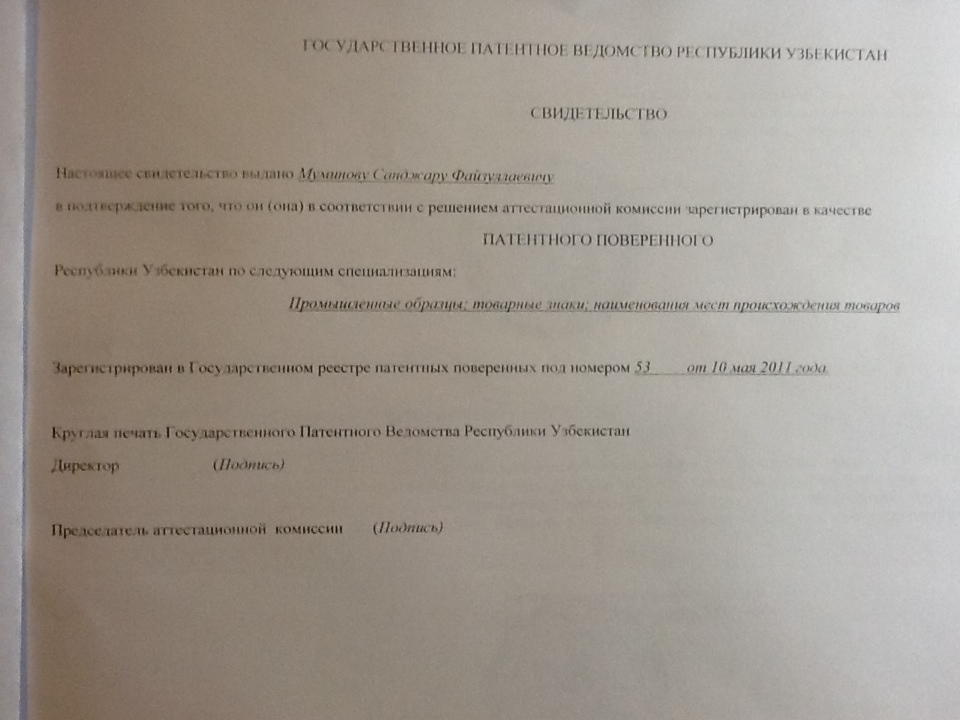 ГОСУДАРСТВЕННОЕ ПАТЕНТНОЕ ВЕДОМСТВО РЕСПУБЛИКИ УЗБЕКИСТАН
СВИДЕТЕЛЬСТВО
Настоящее свидетельство выдано Муминову Санджару Файзуллаевичу
в подтверждение того, что он (она) в соответствии с решением аттестационной комиссии зарегистрирован в качестве
ПАТЕНТНОГО ПОВЕРЕННОГО
Республики Узбекистан по следующим специализациям:
Промышленные образцы; товарные знаки; наименования мест происхождения товаров
Зарегистрирован в Государственном реестре патентных поверенных под номером 53 от 10 мая 2011 года.
Круглая печать Государственного Патентного Ведомства Республики Узбекистан
Директор (Подпись)
Председатель аттестационной комиссии (Подпись)